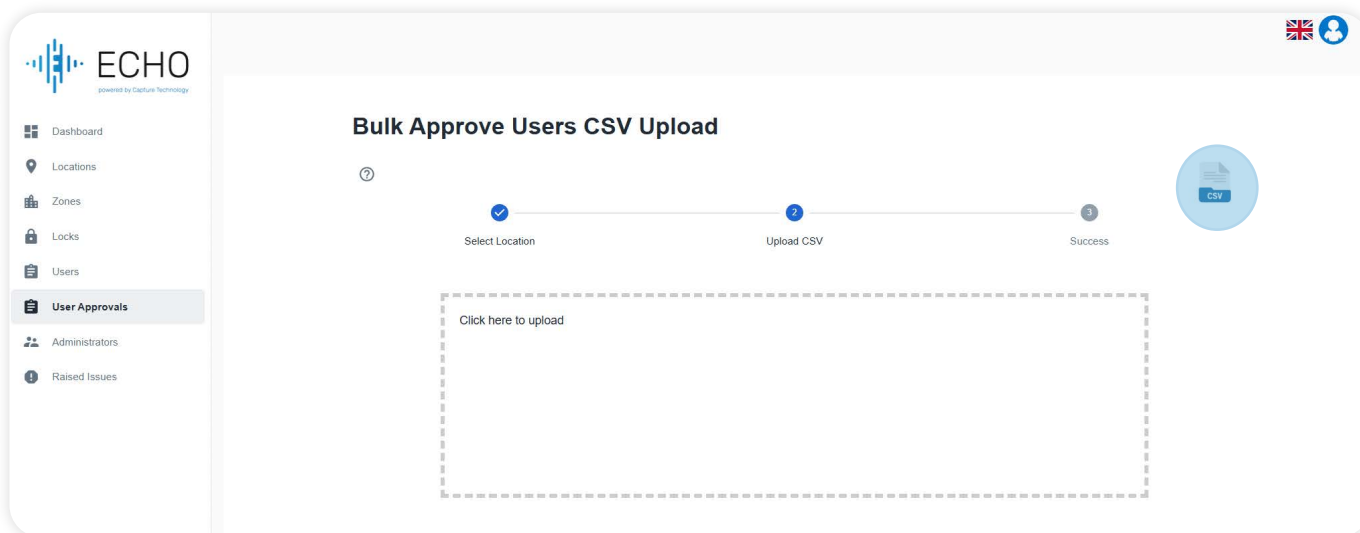 ECHO
powered by Capture Technology
Dashboard
Locations
Zones
Locks
Users
User Approvals
Administrators
Raised Issues
Bulk Approve Users CSV Upload
?
CSV
2
3
Select Location
Upload CSV
Success
Click here to upload